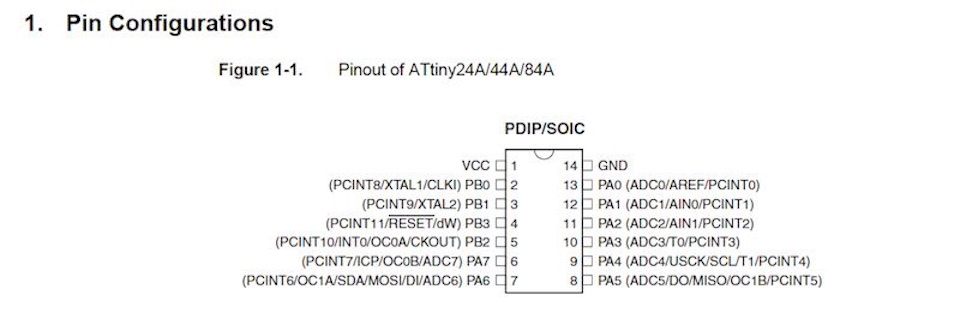 1. Pin Configurations
Figure 1-1. Pinout of ATtiny24A/44A/84A
PDIP/SOIC
VCC 1 14 GND
(PCINT8/XTAL1/CLKI) PB0 2 13 PA0 (ADC0/AREF/PCINT0)
(PCINT9/XTAL2) PB1 3 12 PA1 (ADC1/AIN0/PCINT1)
(PCINT11/RESET/dW) PB3 4 11 PA2 (ADC2/AIN1/PCINT2)
(PCINT10/INT0/OC0A/CKOUT) PB2 5 10 PA3 (ADC3/T0/PCINT3)
(PCINT7/ICP/OC0B/ADC7) PA7 6 9 PA4 (ADC4/USCK/SCL/T1/PCINT4)
(PCINT6/OC1A/SDA/MOSI/DI/ADC6) PA6 7 8 PA5 (ADC5/DO/MISO/OC1B/PCINT5)